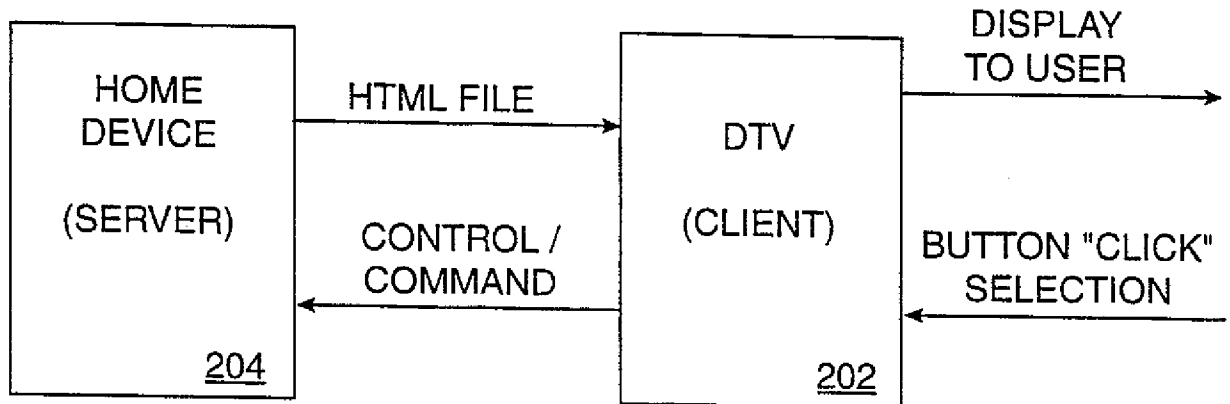 HOME
DEVICE
(SERVER)
204
HTML FILE
CONTROL /
COMMAND
DTV
(CLIENT)
202
DISPLAY
TO USER
BUTTON "CLICK"
SELECTION